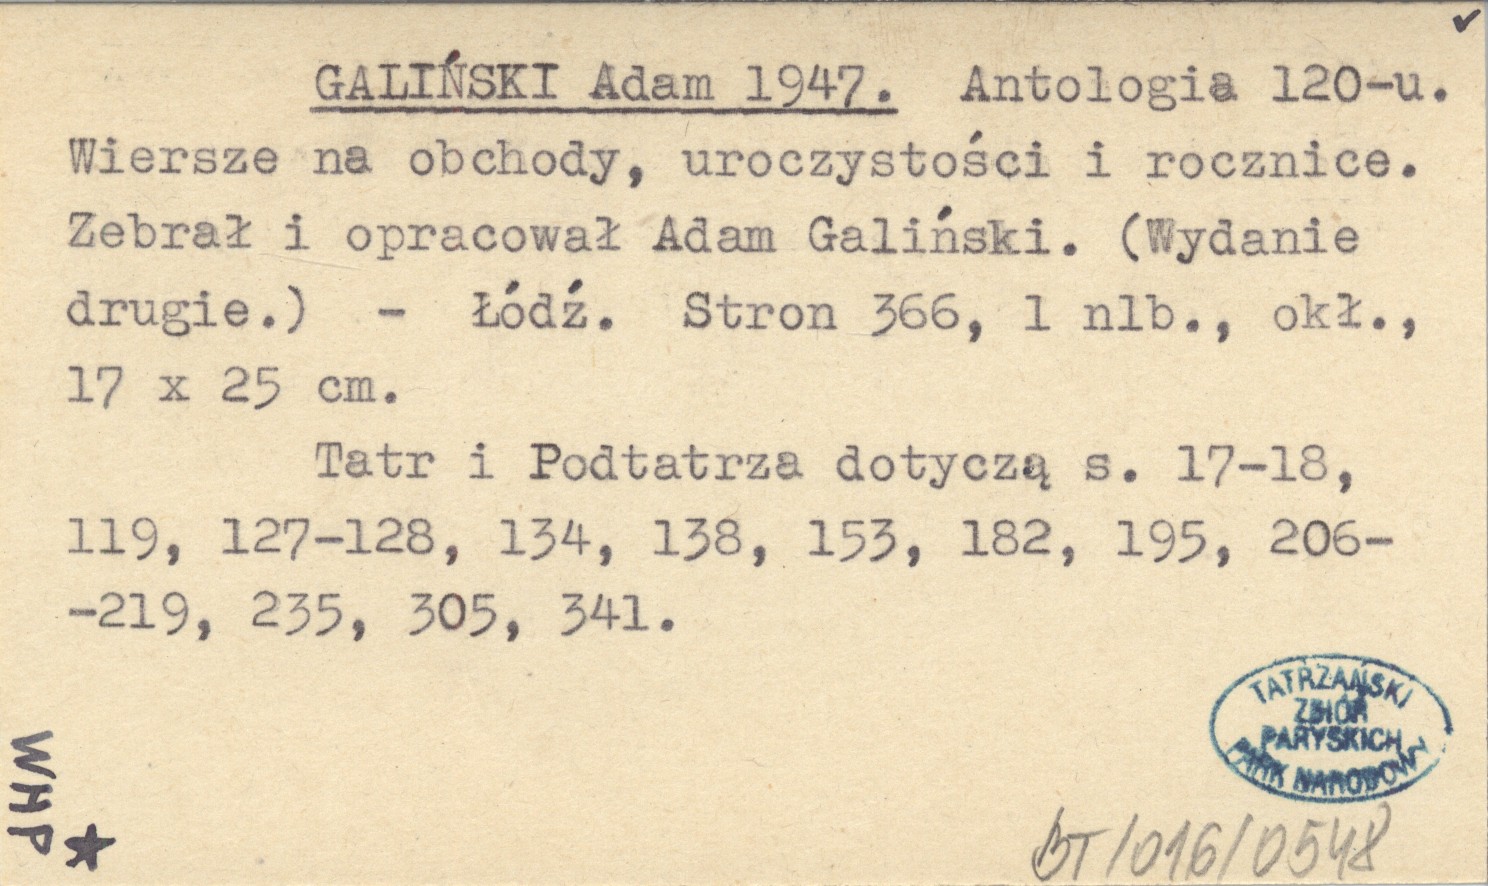 ✓
GALIŃSKI Adam 1947. Antologia 120-u.
Wiersze na obchody, uroczystości i rocznice.
Zebrał i opracował Adam Galiński. (Wydanie
drugie.) - Łódź. Stron 366, 1 nlb., okł.,
17 x 25 cm.
Tatr i Podtatrza dotyczą s. 17-18,
119, 127-128, 134, 138, 153, 182, 195, 206-
-219, 235, 305, 341.
TATRZAŃSKI
ZBIÓR
PARYSKICH
PARK NARODOWY
WHP
★
BT/016/0548